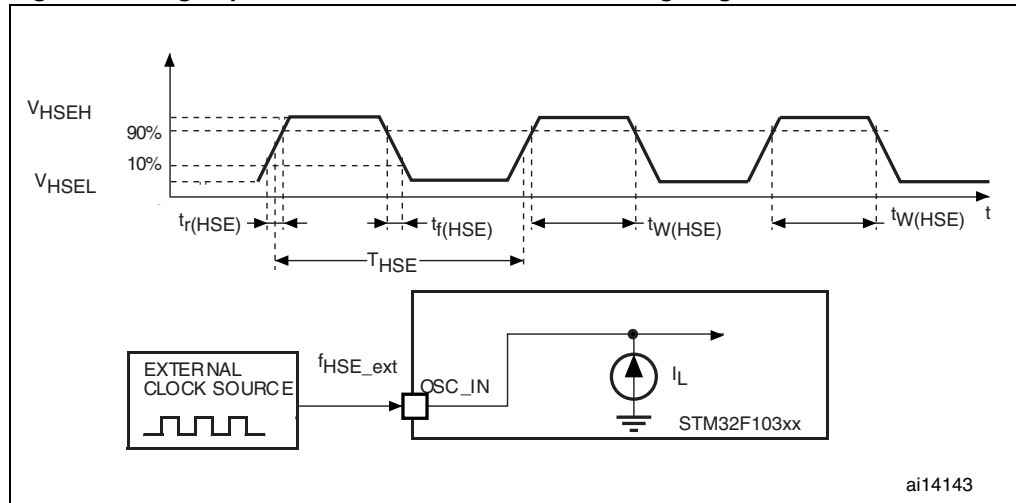 VHSEH
90%
10%
VHSEL
tr(HSE)
tf(HSE)
tW(HSE)
tW(HSE)
t
THSE
EXTERNAL
CLOCK SOURCE
fHSE_ext
OSC_IN
IL
STM32F103xx
ai14143